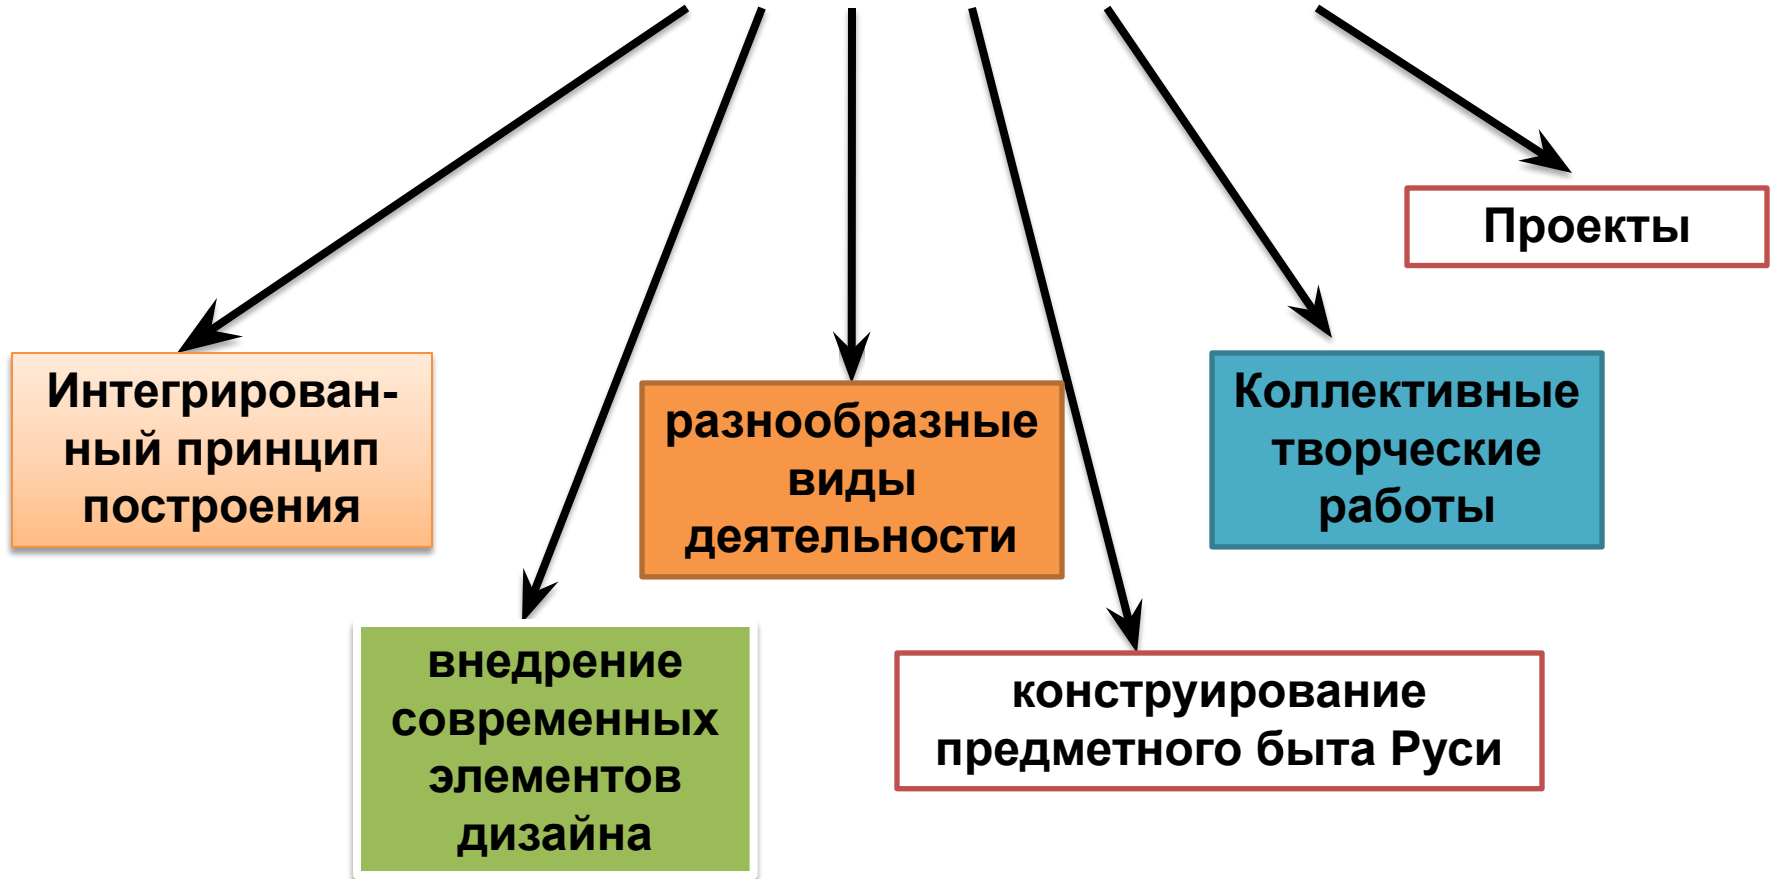 Проекты
Интегрирован-
ный принцип
построения
разнообразные
виды
деятельности
Коллективные
творческие
работы
внедрение
современных
элементов
дизайна
конструирование
предметного быта Руси